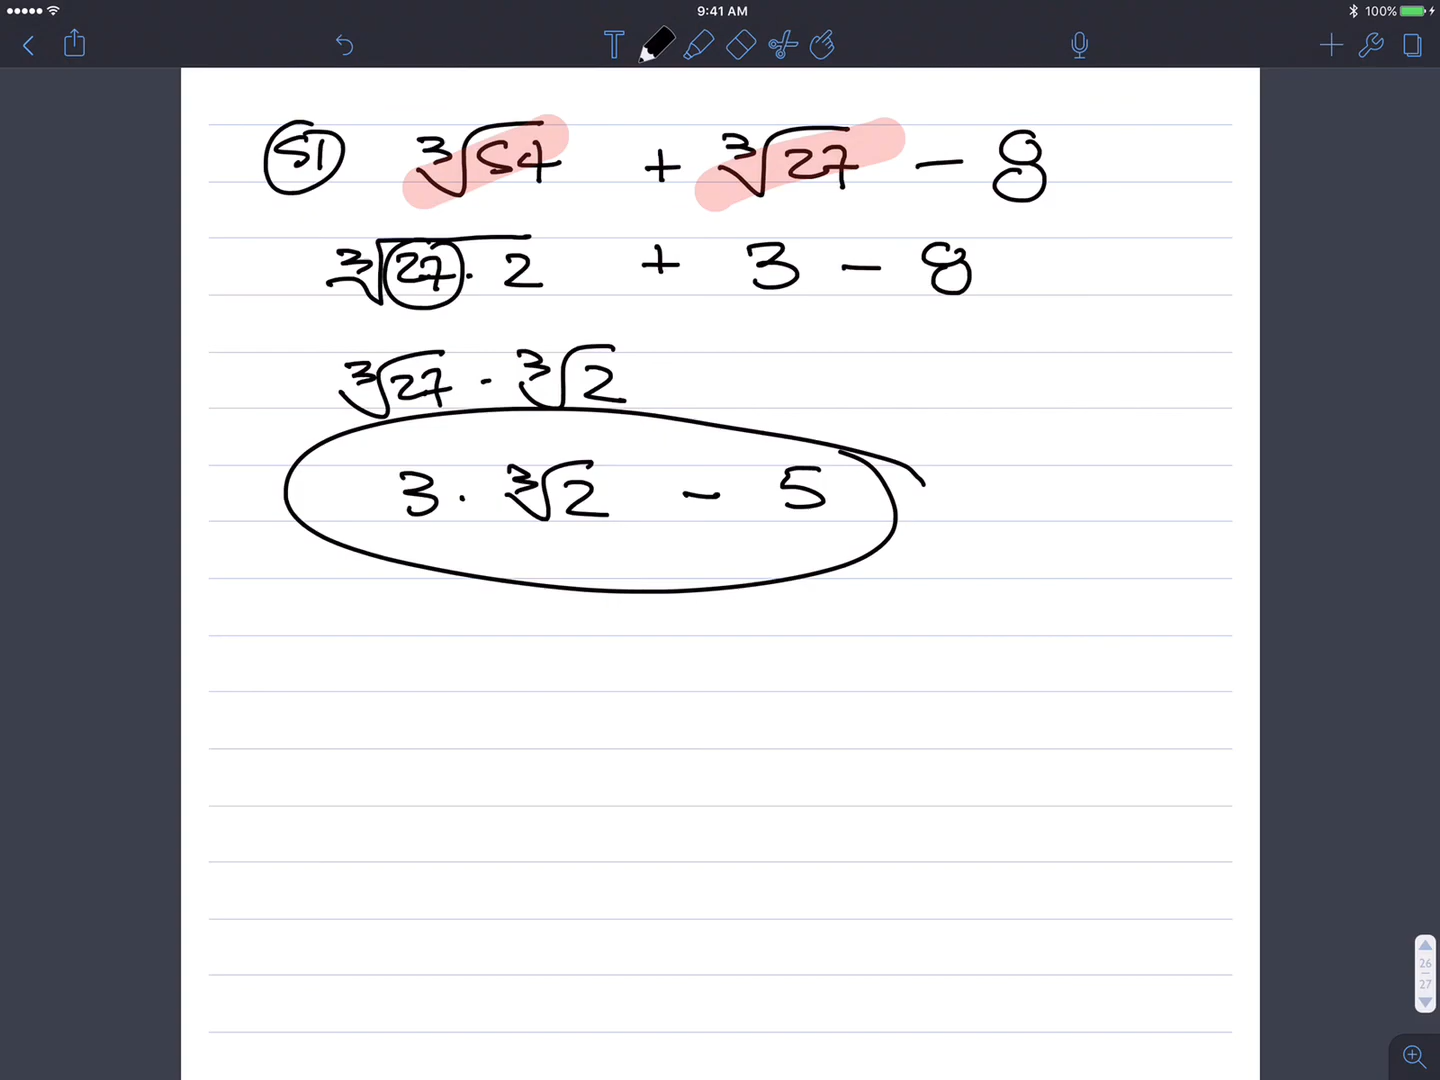 9:41 AM
100%
T
51 ∛54 + ∛27 − 8
∛27 · 2 + 3 − 8
∛27 · ∛2
3 · ∛2 − 5
26
27